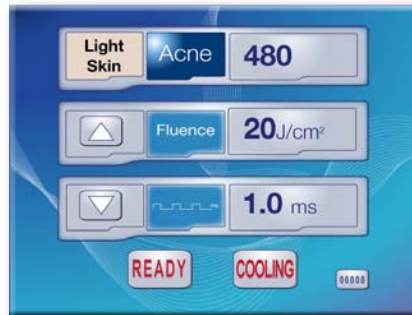 Light Skin Acne 480
Fluence 20J/cm²
1.0 ms
READY COOLING 00000